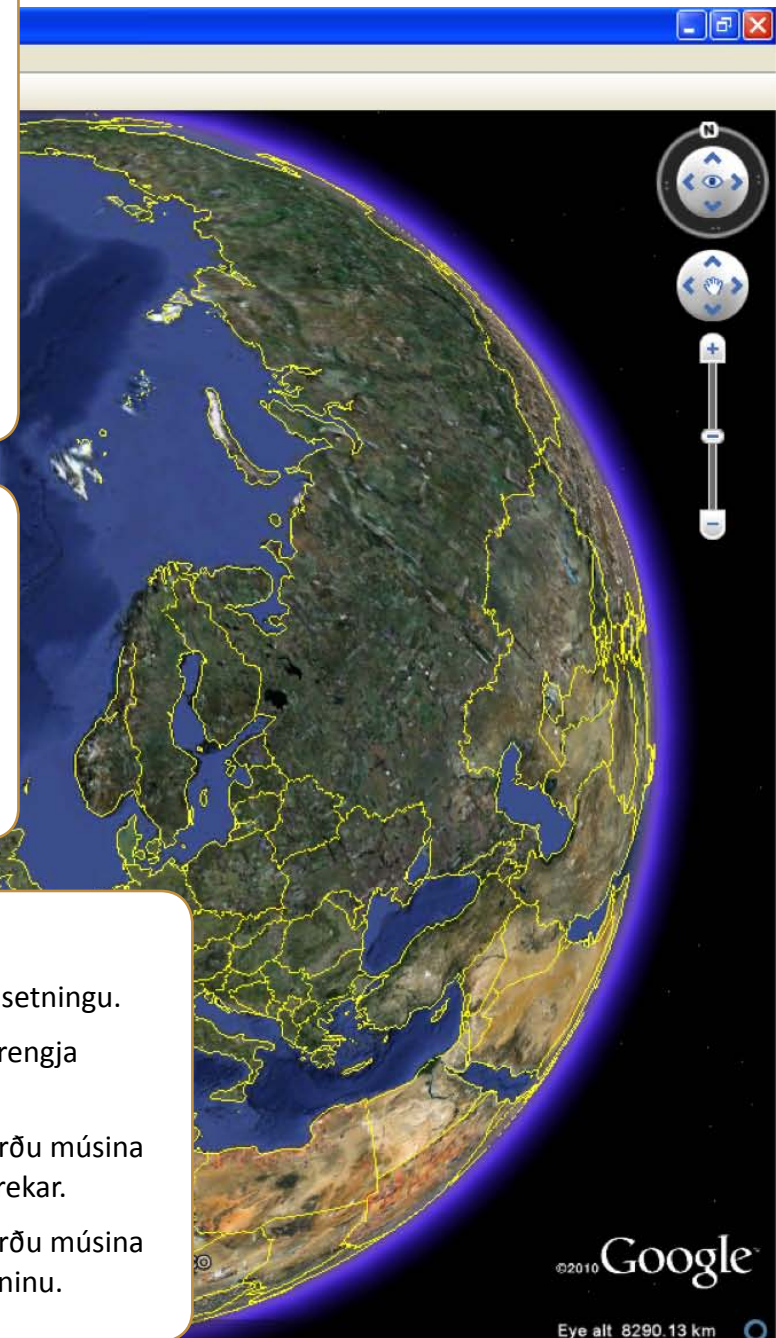 N
setningu.
rengja
rðu músina
rekar.
rðu músina
ninu.
©2010 Google
Eye alt 8290.13 km